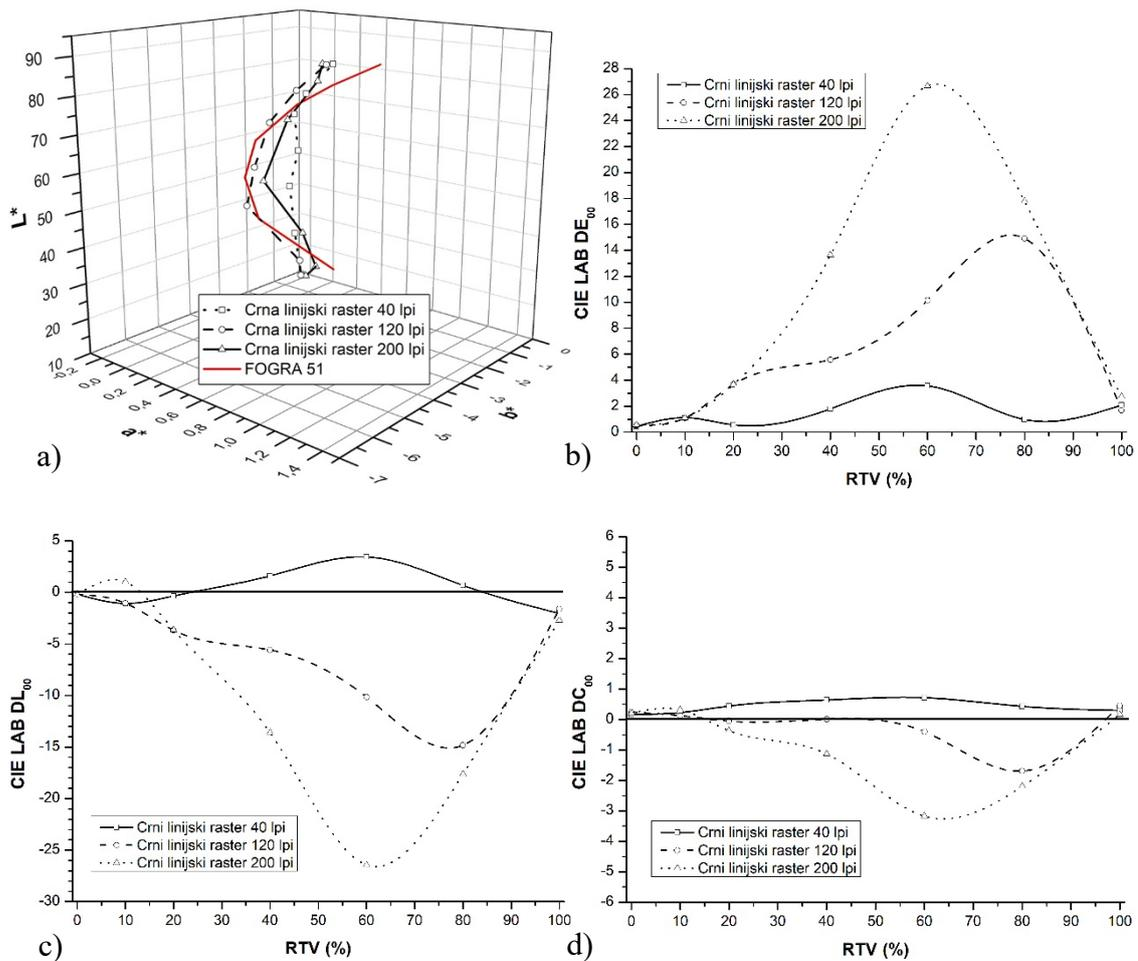 90
80
70
60
50
40
30
20
10
L*
-0,2
0,0
0,2
0,4
0,6
0,8
1,0
1,2
1,4
a*
0
-1
-2
-3
-4
-5
-6
-7
b*
Crna linijski raster 40 lpi
Crna linijski raster 120 lpi
Crna linijski raster 200 lpi
FOGRA 51
a)
28
26
24
22
20
18
16
14
12
10
8
6
4
2
0
CIE LAB DE00
Crni linijski raster 40 lpi
Crni linijski raster 120 lpi
Crni linijski raster 200 lpi
0 10 20 30 40 50 60 70 80 90 100
RTV (%)
b)
5
0
-5
-10
-15
-20
-25
-30
CIE LAB DL00
Crni linijski raster 40 lpi
Crni linijski raster 120 lpi
Crni linijski raster 200 lpi
0 10 20 30 40 50 60 70 80 90 100
RTV (%)
c)
6
5
4
3
2
1
0
-1
-2
-3
-4
-5
-6
CIE LAB DC00
Crni linijski raster 40 lpi
Crni linijski raster 120 lpi
Crni linijski raster 200 lpi
0 10 20 30 40 50 60 70 80 90 100
RTV (%)
d)